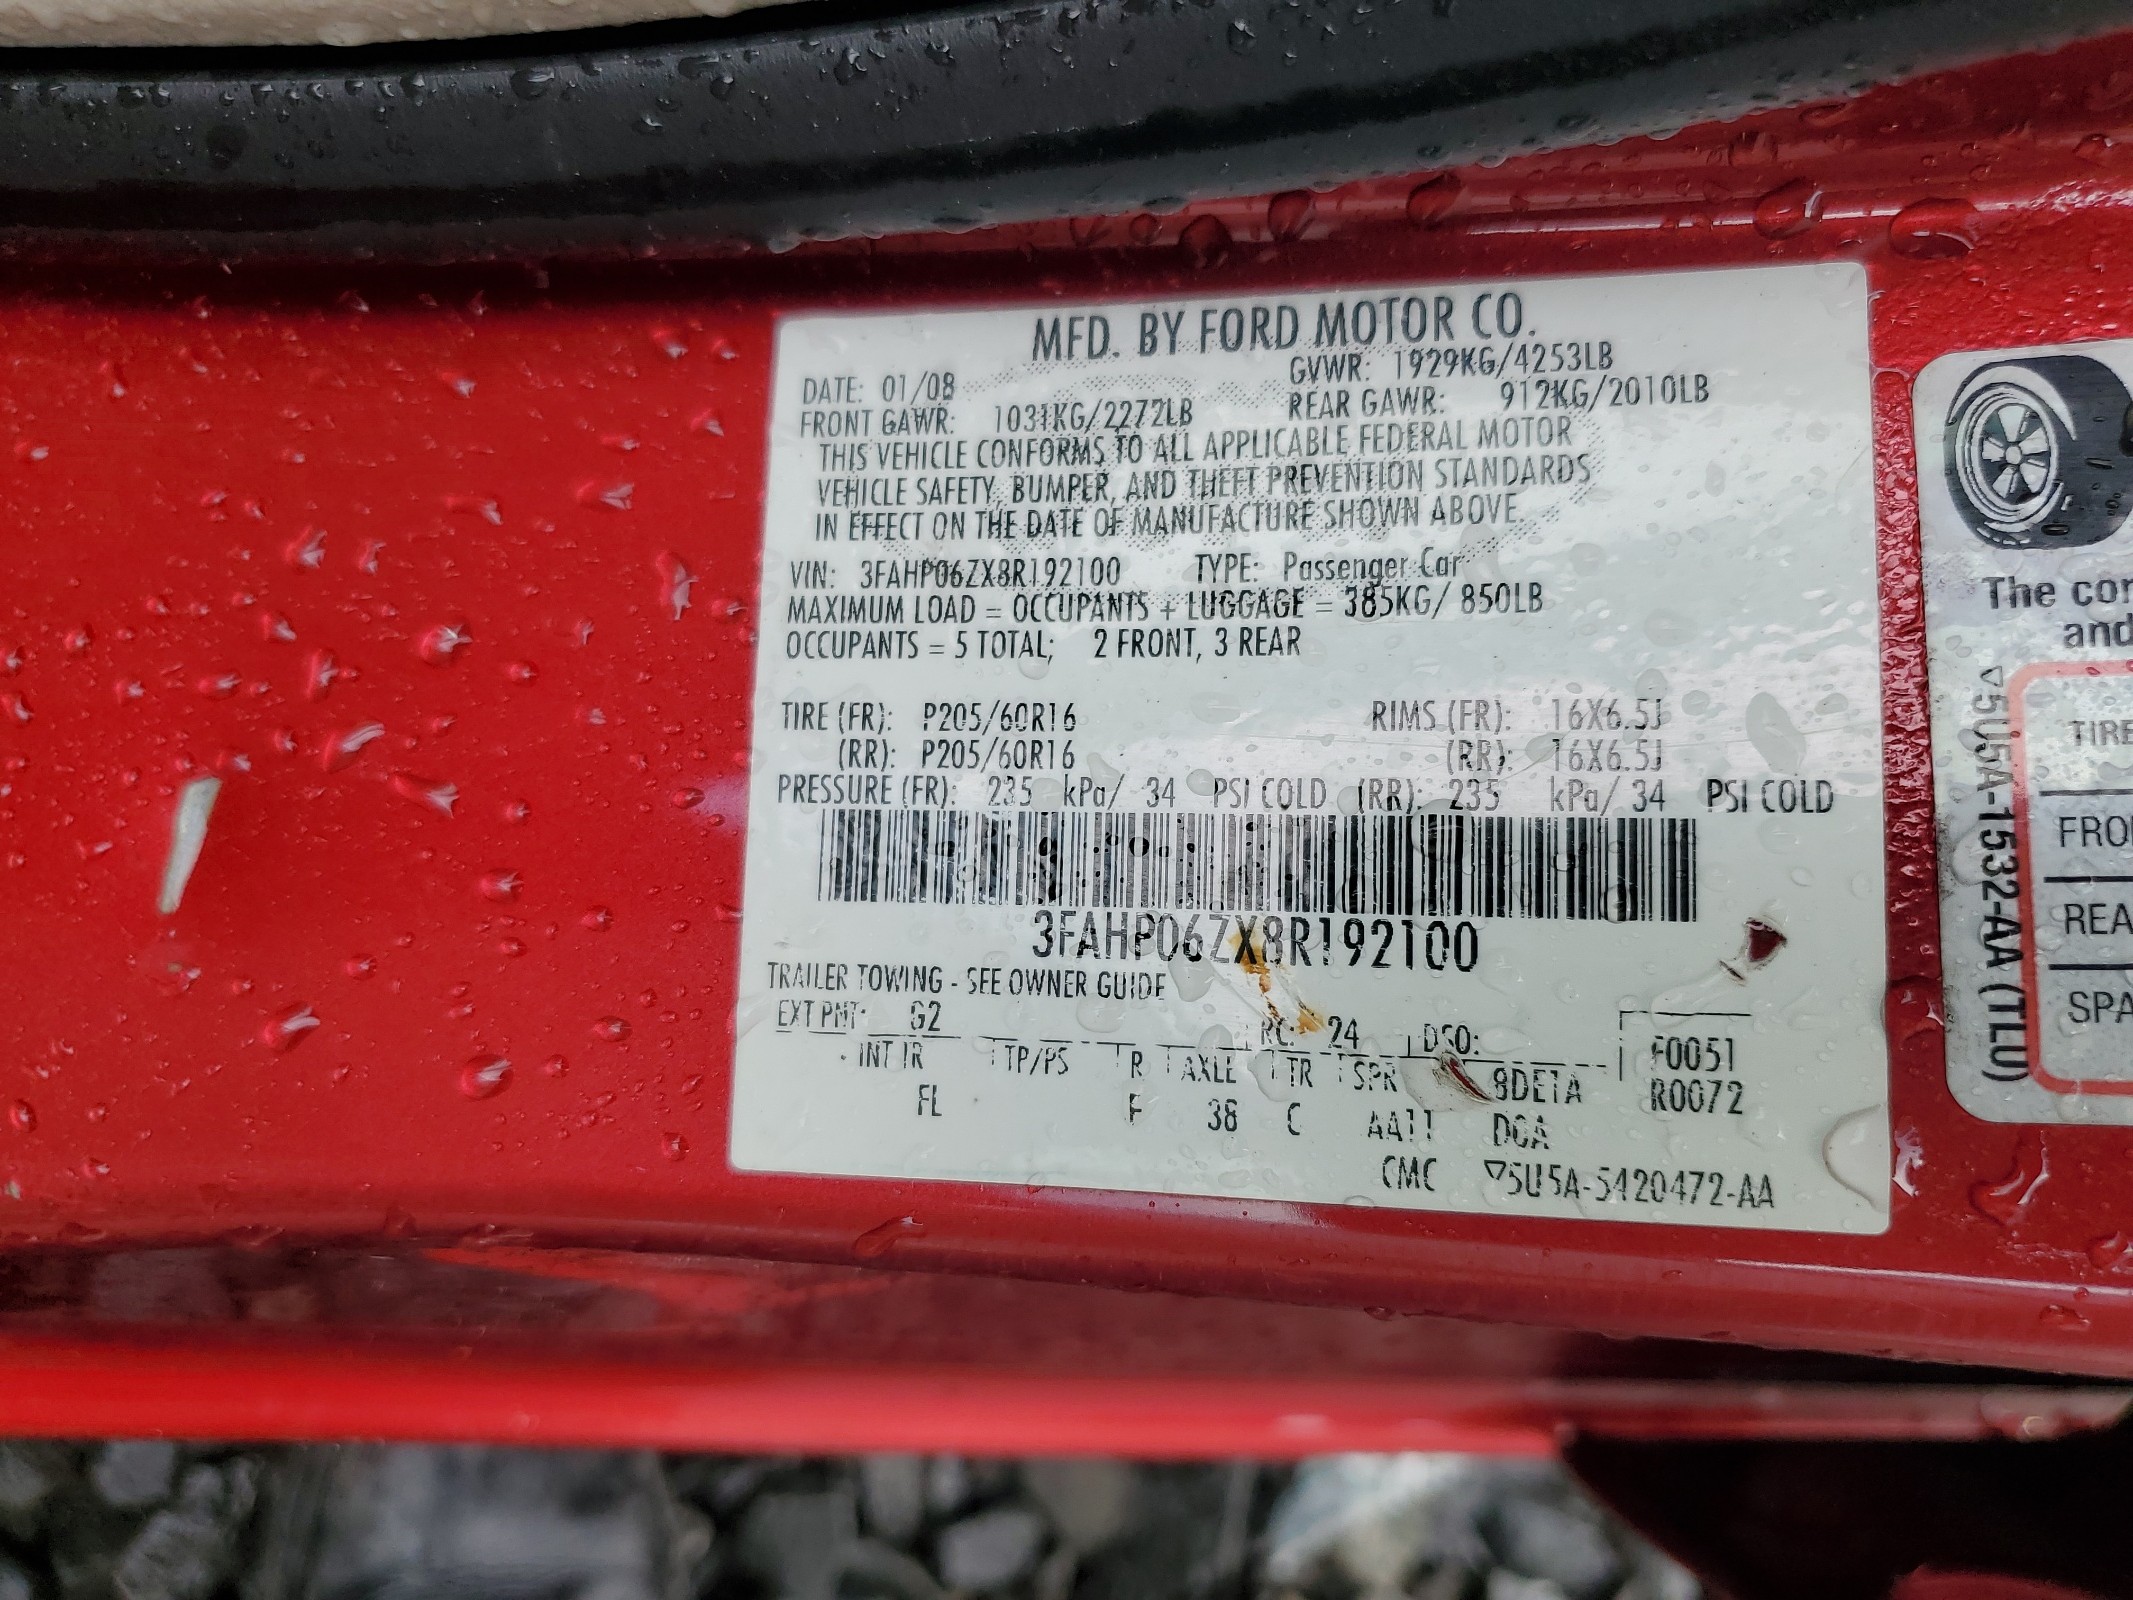 MFD. BY FORD MOTOR CO.
DATE: 01/08 GVWR: 1929KG/4253LB
FRONT GAWR: 1031KG/2272LB REAR GAWR: 912KG/2010LB
THIS VEHICLE CONFORMS TO ALL APPLICABLE FEDERAL MOTOR
VEHICLE SAFETY, BUMPER, AND THEFT PREVENTION STANDARDS
IN EFFECT ON THE DATE OF MANUFACTURE SHOWN ABOVE.
VIN: 3FAHP06ZX8R192100 TYPE: Passenger Car
MAXIMUM LOAD = OCCUPANTS + LUGGAGE = 385KG/ 850LB
OCCUPANTS = 5 TOTAL; 2 FRONT, 3 REAR
TIRE (FR): P205/60R16 RIMS (FR): 16X6.5J
(RR): P205/60R16 (RR): 16X6.5J
PRESSURE (FR): 235 kPa/ 34 PSI COLD (RR): 235 kPa/ 34 PSI COLD
3FAHP06ZX8R192100
TRAILER TOWING - SEE OWNER GUIDE
EXT PNT: G2 RC: 24 DSO: F0051
INT TR TP/PS R AXLE TR SPR 8DE1A R0072
FL F 38 C AA11 DOA
CMC ▽5U5A-5420472-AA
The con
and
TIRE
FRO
REA
SPA
▽5U5A-1532-AA (TLU)